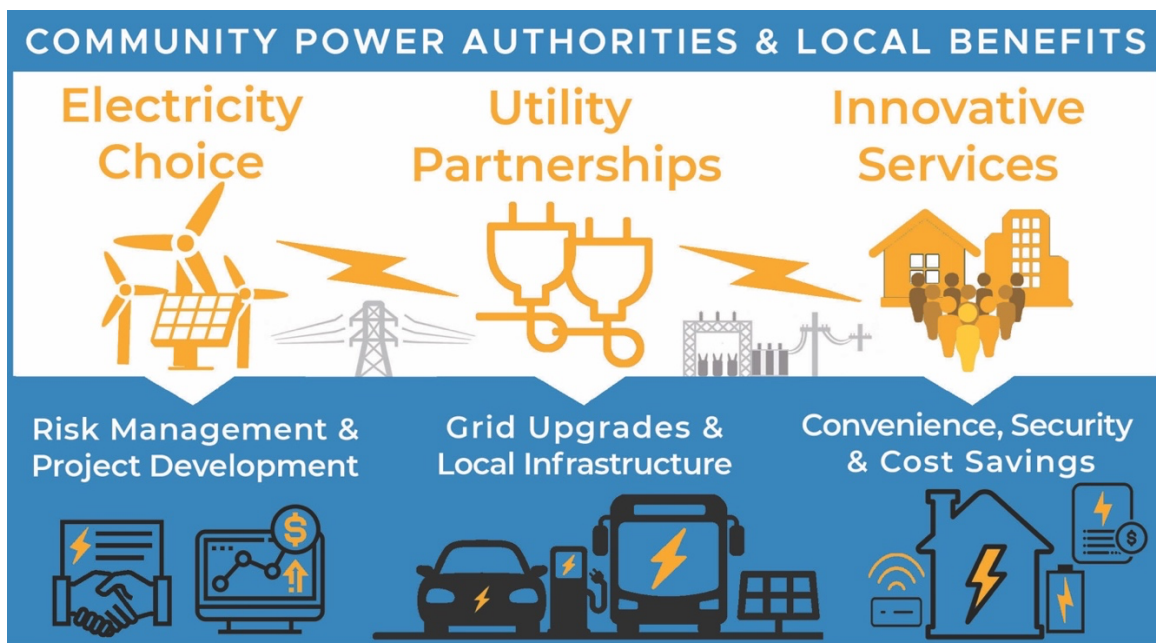 COMMUNITY POWER AUTHORITIES & LOCAL BENEFITS
Electricity
Choice
Utility
Partnerships
Innovative
Services
Risk Management &
Project Development
Grid Upgrades &
Local Infrastructure
Convenience, Security
& Cost Savings
$
$